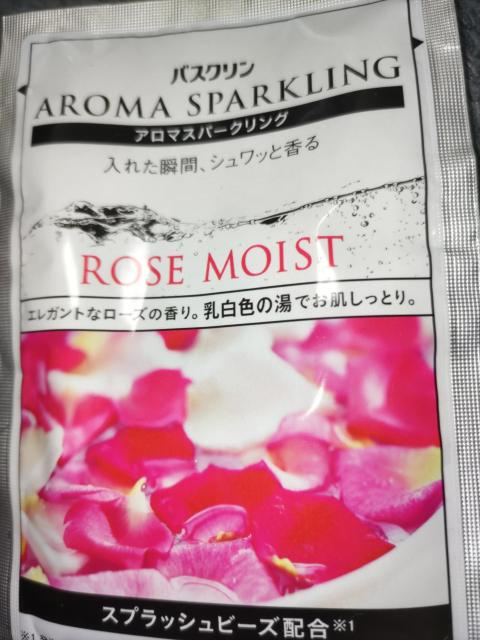 バスクリン
AROMA SPARKLING
アロマスパークリング
入れた瞬間、シュワッと香る
ROSE MOIST
エレガントなローズの香り。乳白色の湯でお肌しっとり。
スプラッシュビーズ配合※1
※1